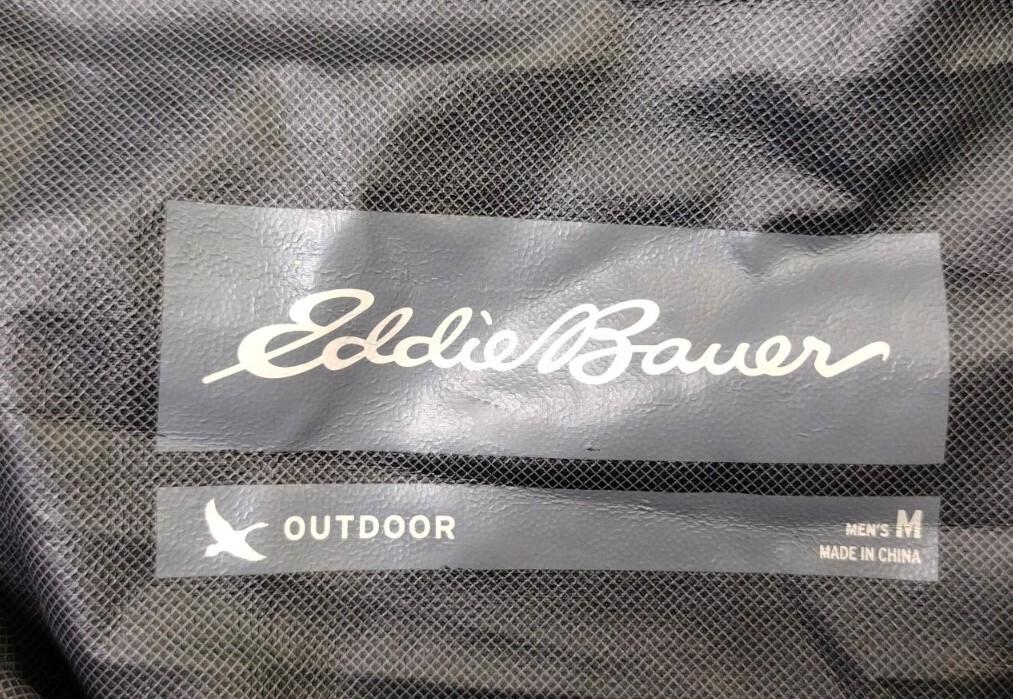 Eddie Bauer
OUTDOOR
MEN'S M
MADE IN CHINA